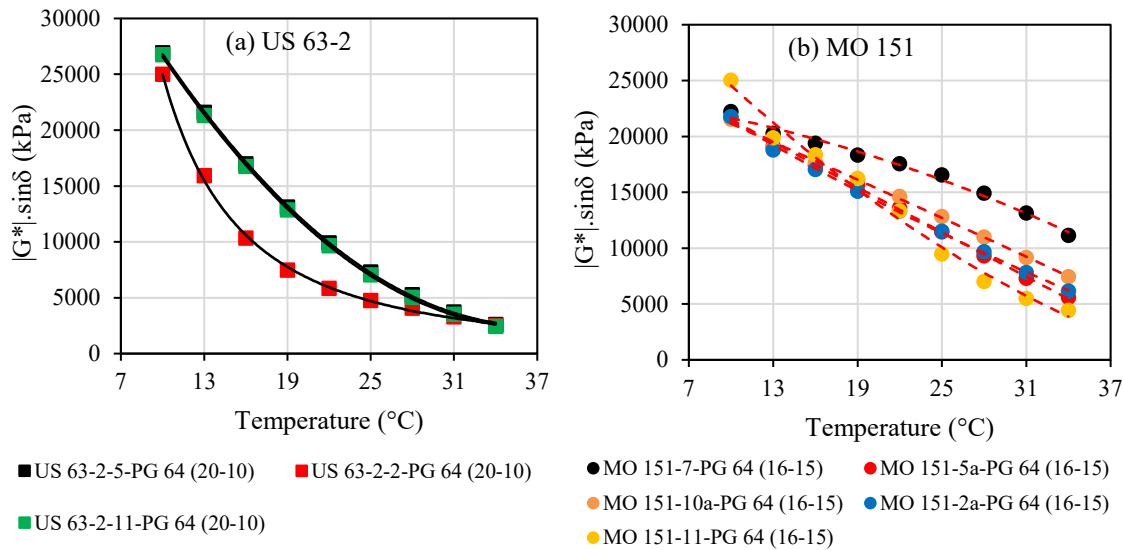 (a) US 63-2
|G*|.sinδ (kPa)
30000
25000
20000
15000
10000
5000
0
7 13 19 25 31 37
Temperature (°C)
US 63-2-5-PG 64 (20-10) US 63-2-2-PG 64 (20-10)
US 63-2-11-PG 64 (20-10)
(b) MO 151
|G*|.sinδ (kPa)
30000
25000
20000
15000
10000
5000
0
7 13 19 25 31 37
Temperature (°C)
MO 151-7-PG 64 (16-15) MO 151-5a-PG 64 (16-15)
MO 151-10a-PG 64 (16-15) MO 151-2a-PG 64 (16-15)
MO 151-11-PG 64 (16-15)